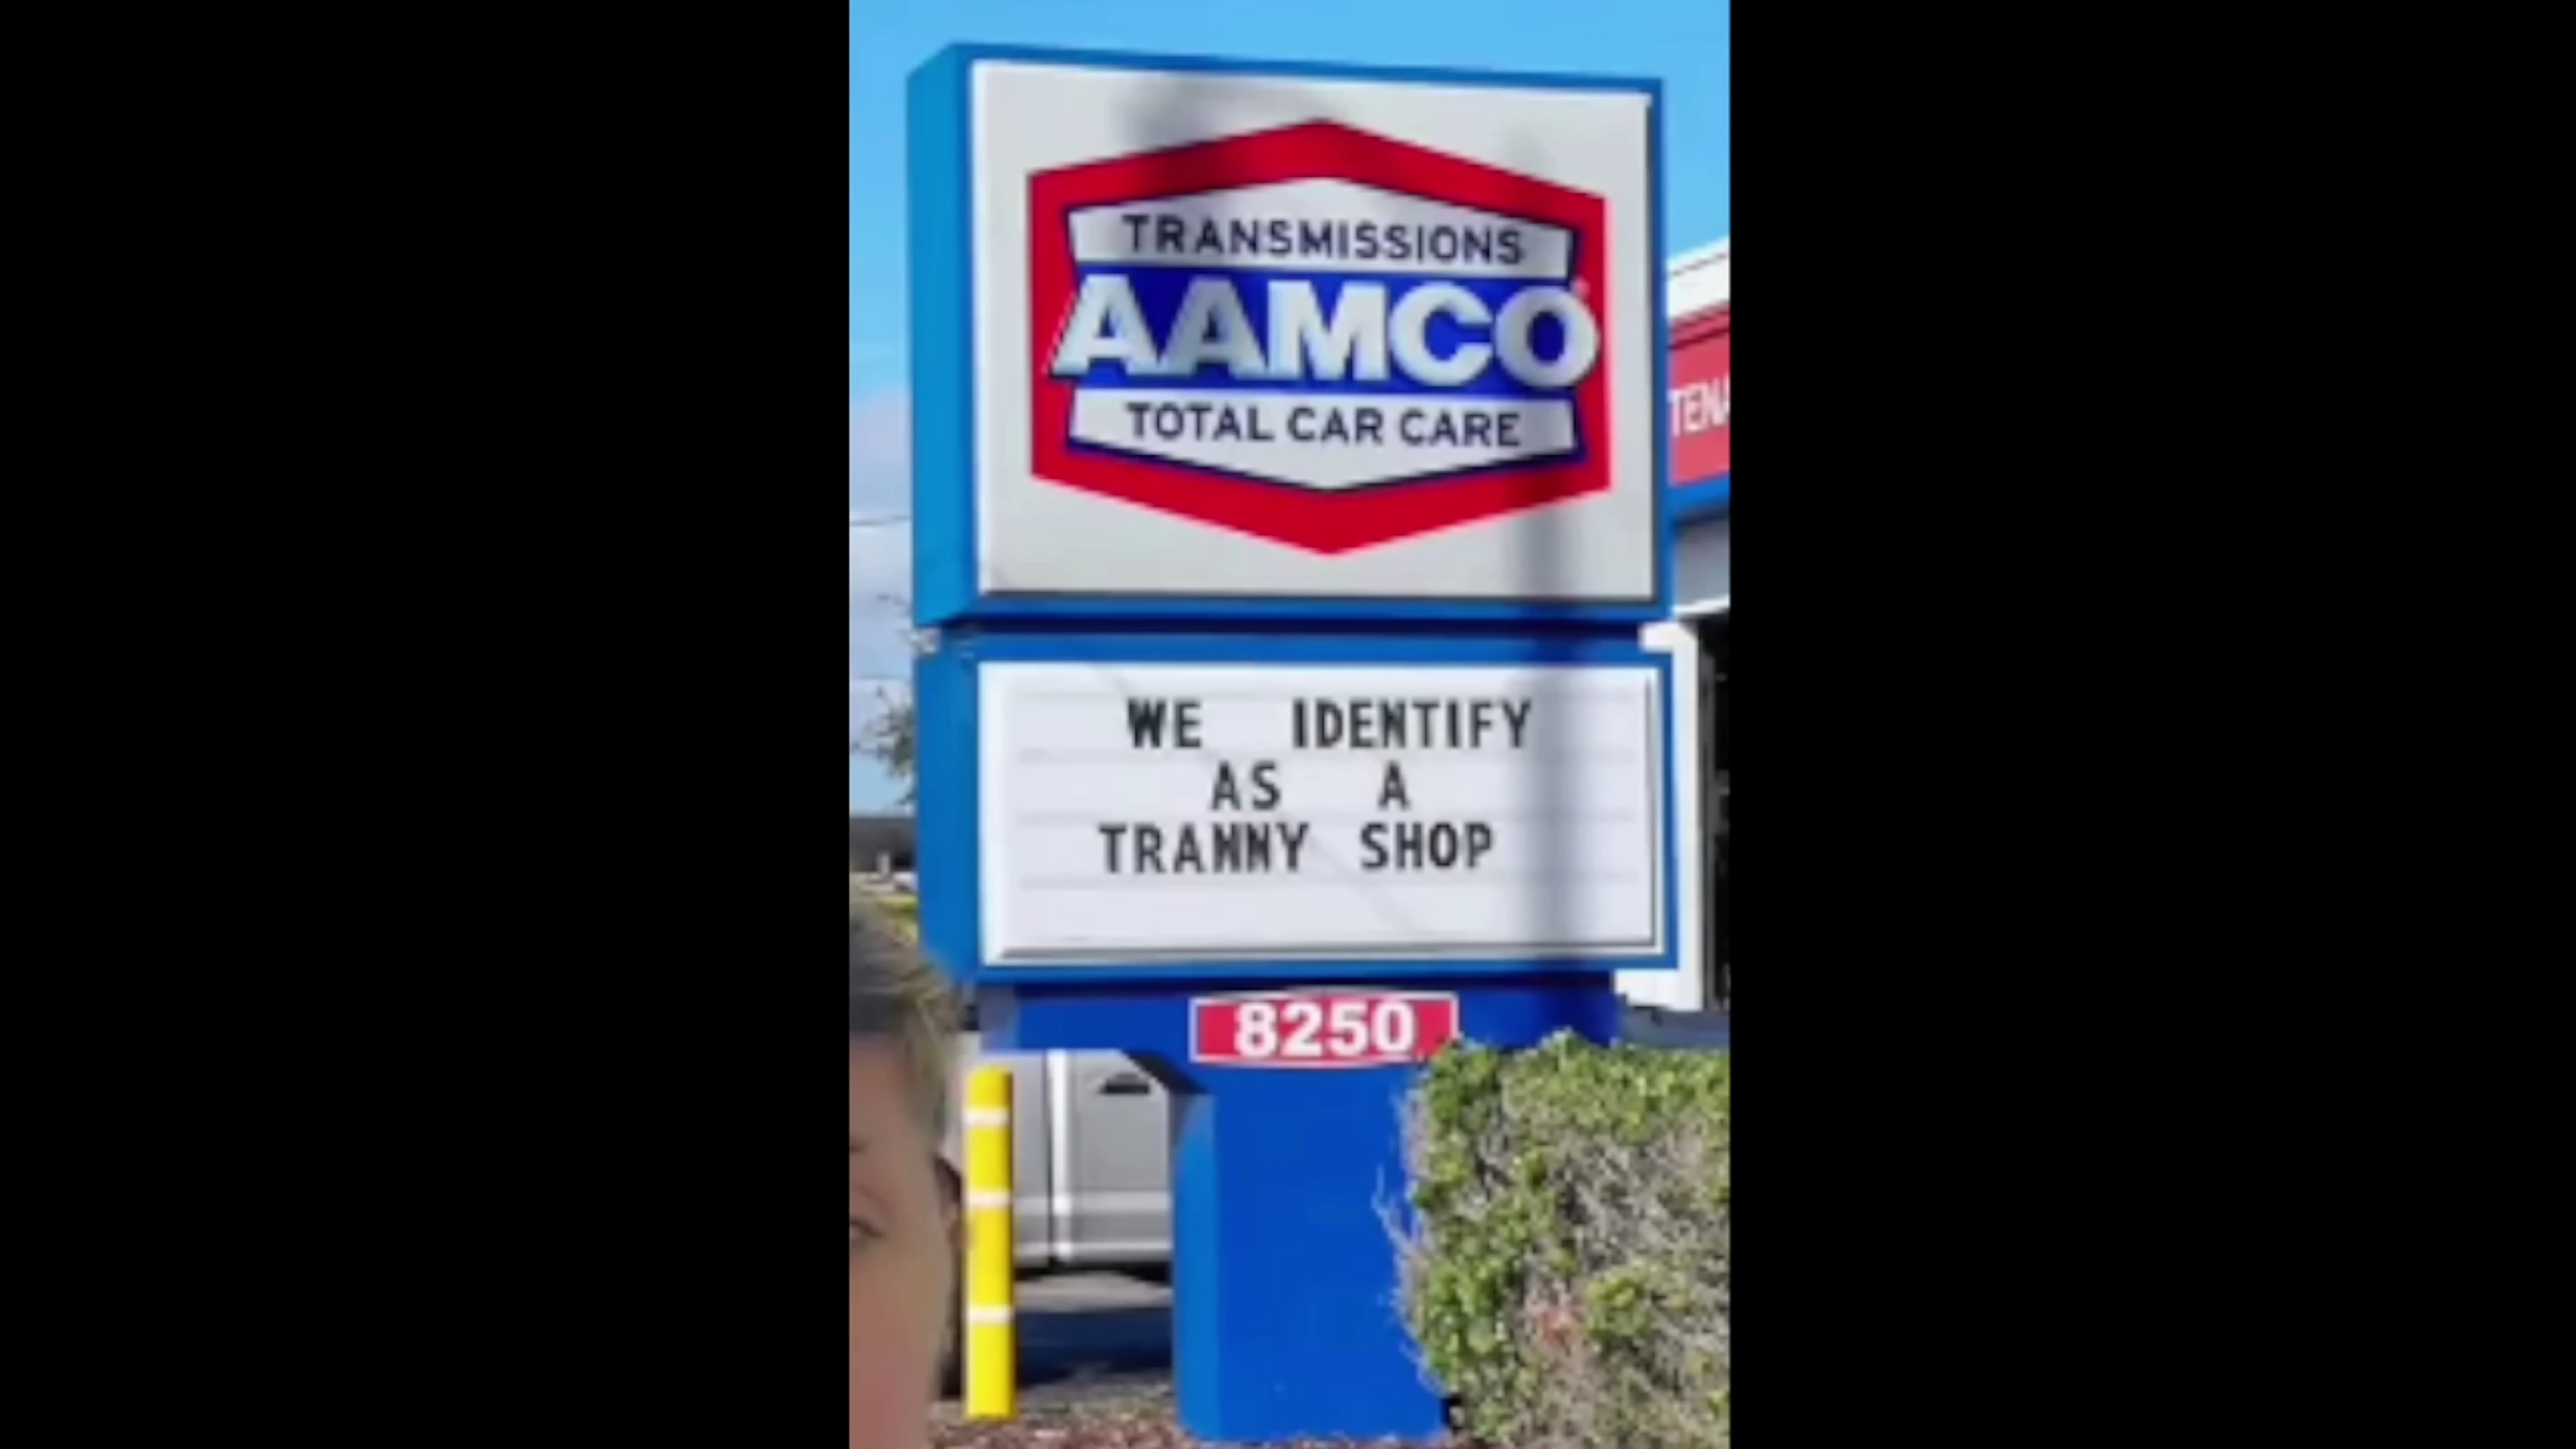 TRANSMISSIONS
AAMCO
TOTAL CAR CARE
WE IDENTIFY
AS A
TRANNY SHOP
8250